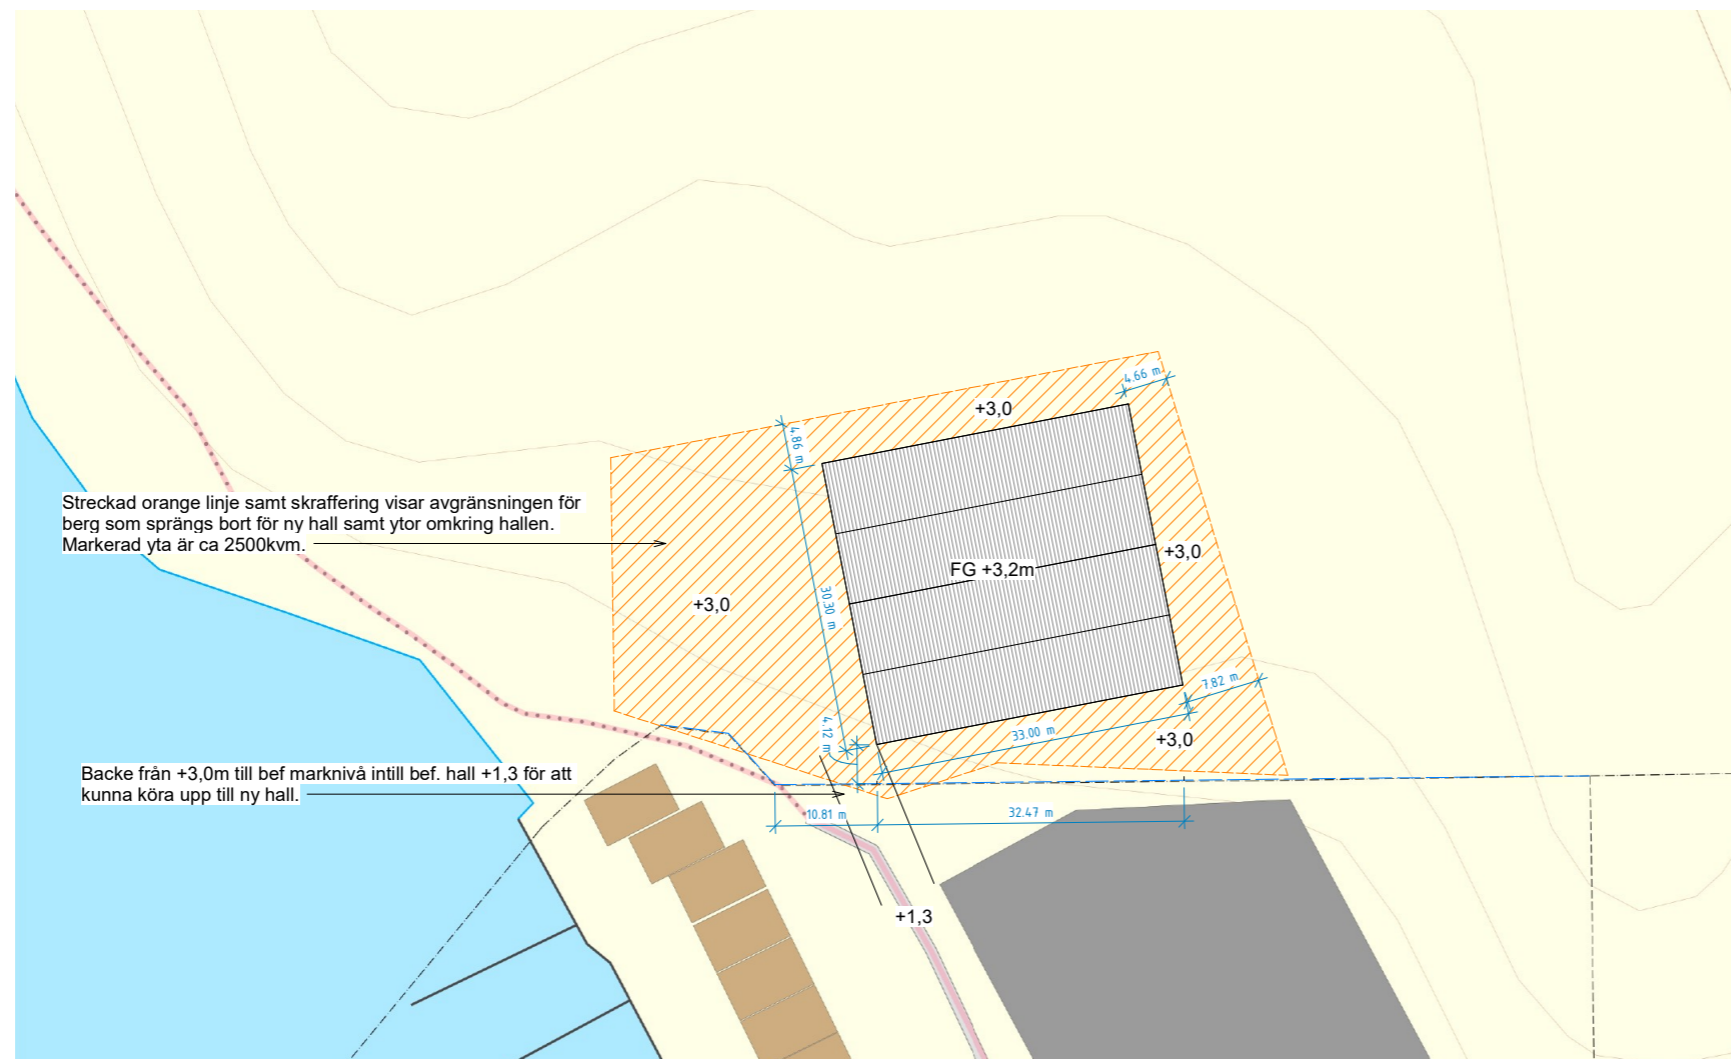 4.66 m
+3,0
4.86 m
Streckad orange linje samt skraffering visar avgränsningen för
berg som sprängs bort för ny hall samt ytor omkring hallen.
Markerad yta är ca 2500kvm.
+3,0
FG +3,2m
30.30 m
+3,0
7.82 m
4.12 m
33.00 m
+3,0
Backe från +3,0m till bef marknivå intill bef. hall +1,3 för att
kunna köra upp till ny hall.
10.81 m
32.47 m
+1,3